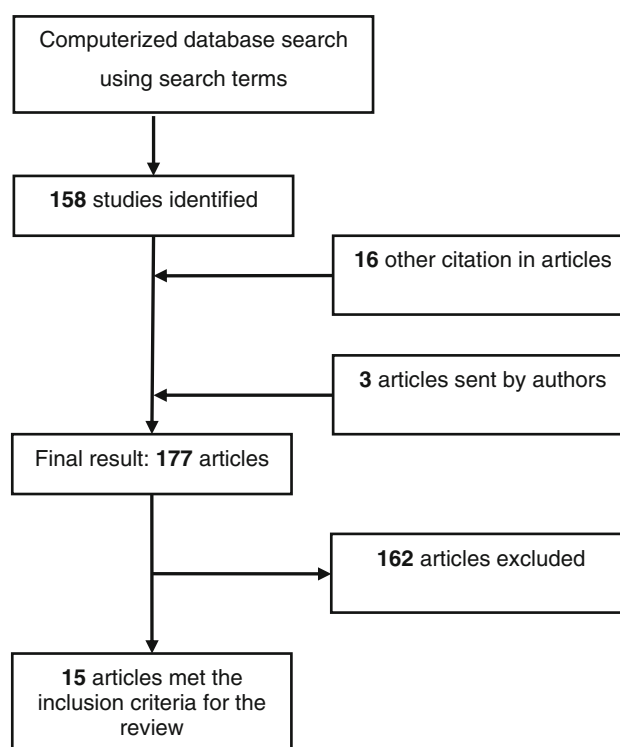 Computerized database search
using search terms
158 studies identified
16 other citation in articles
3 articles sent by authors
Final result: 177 articles
162 articles excluded
15 articles met the
inclusion criteria for the
review